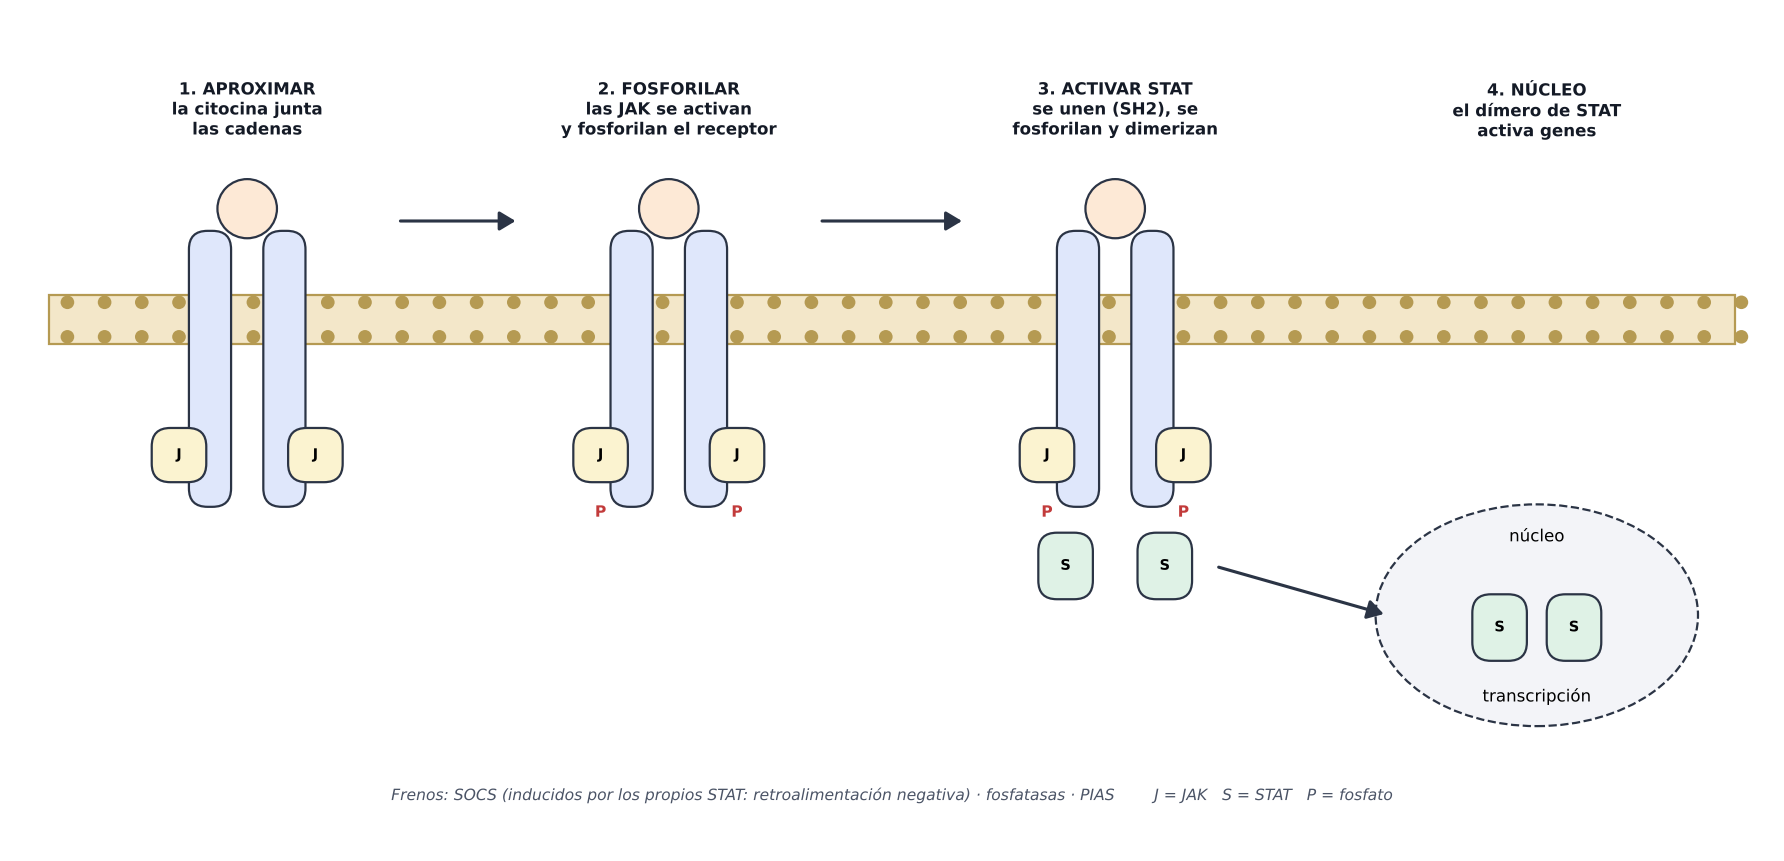 1. APROXIMAR
la citocina junta
las cadenas
2. FOSFORILAR
las JAK se activan
y fosforilan el receptor
3. ACTIVAR STAT
se unen (SH2), se
fosforilan y dimerizan
4. NÚCLEO
el dímero de STAT
activa genes
J
J
J
J
J
J
P
P
P
P
S
S
núcleo
S
S
transcripción
Frenos: SOCS (inducidos por los propios STAT: retroalimentación negativa) · fosfatasas · PIAS
J = JAK S = STAT P = fosfato